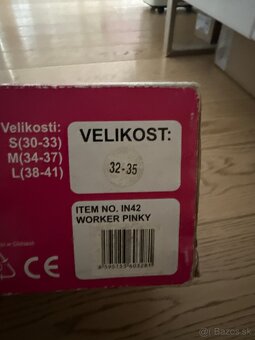 Velikosti:
S(30-33)
M(34-37)
L(38-41)
VELIKOST:
32-35
ITEM NO. IN42
WORKER PINKY
CE
Bazos.sk